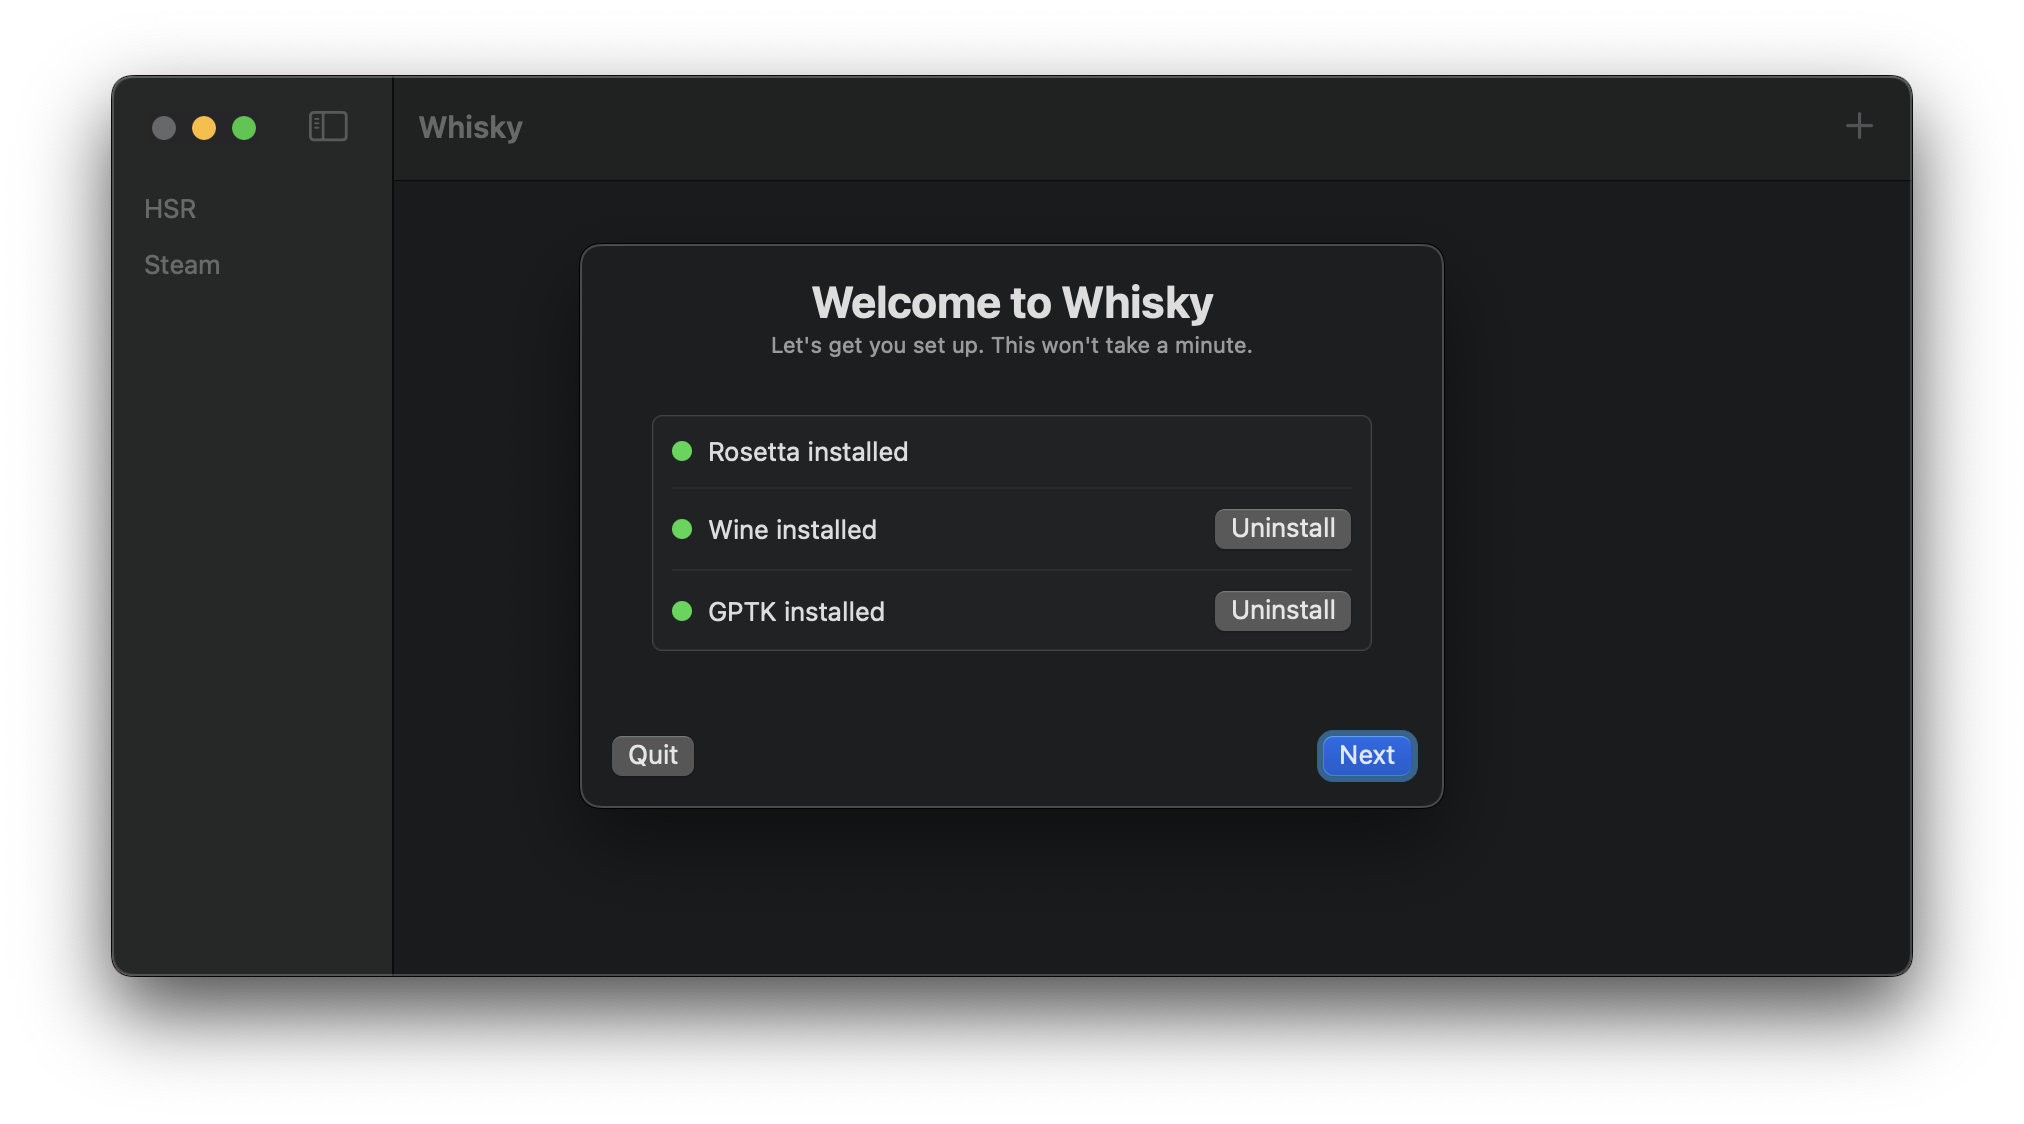 Whisky
HSR
Steam
Welcome to Whisky
Let's get you set up. This won't take a minute.
Rosetta installed
Wine installed
Uninstall
GPTK installed
Uninstall
Quit
Next